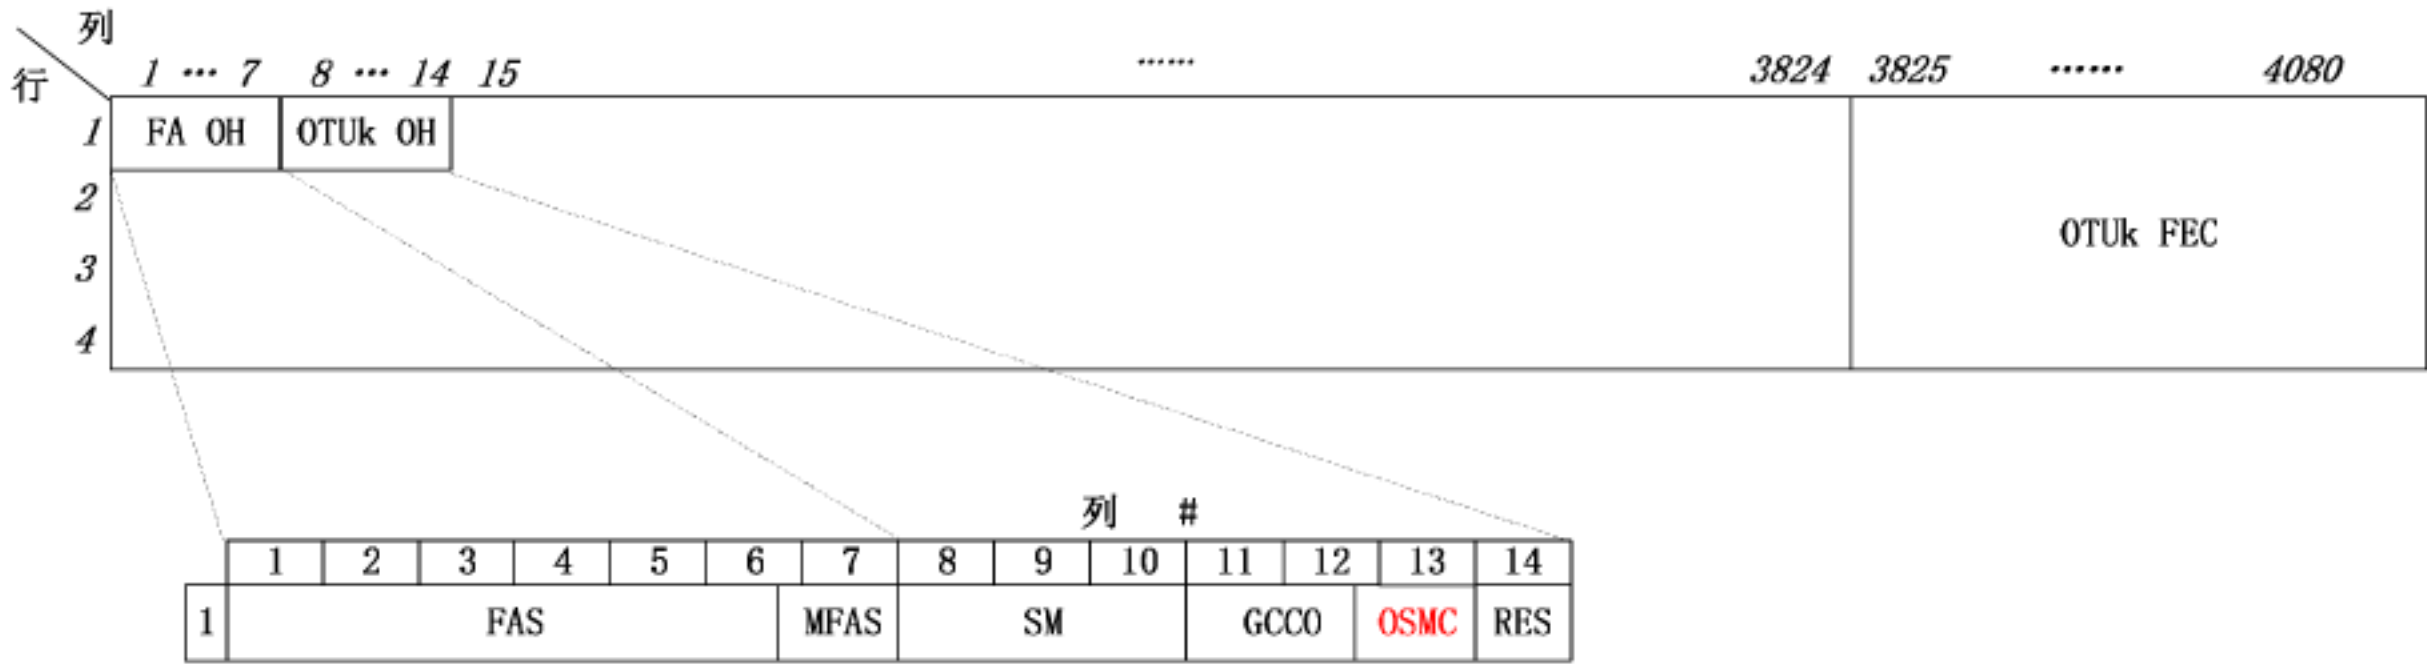 列
行 1 … 7 8 … 14 15 …… 3824 3825 …… 4080
1 FA OH OTUk OH
2
3 OTUk FEC
4
列 #
1 2 3 4 5 6 7 8 9 10 11 12 13 14
1 FAS MFAS SM GCC0 OSMC RES